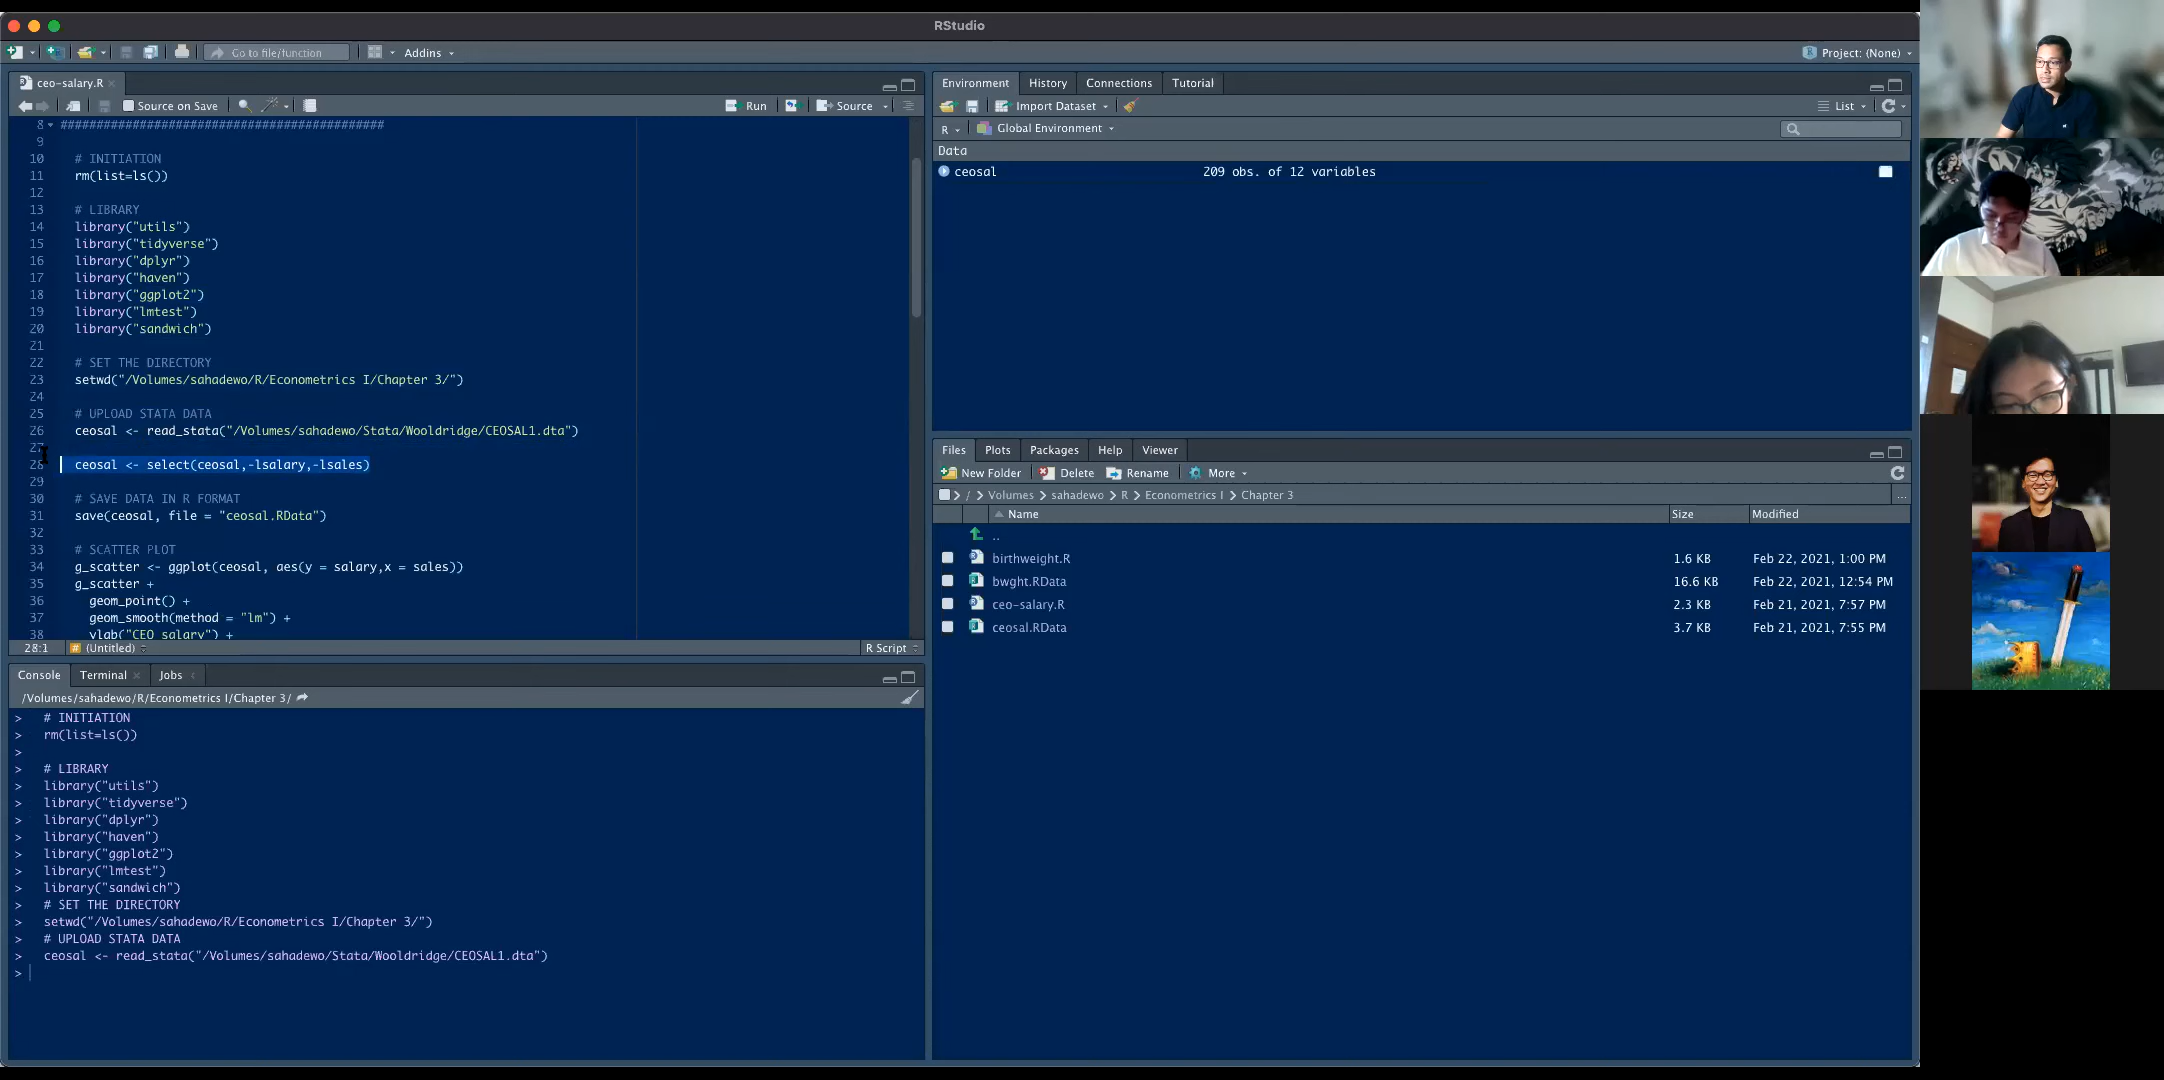 RStudio
Go to file/function
Addins
Project: (None)
ceo-salary.R
Source on Save
Run
Source
8 #############################################
9
10 # INITIATION
11 rm(list=ls())
12
13 # LIBRARY
14 library("utils")
15 library("tidyverse")
16 library("dplyr")
17 library("haven")
18 library("ggplot2")
19 library("lmtest")
20 library("sandwich")
21
22 # SET THE DIRECTORY
23 setwd("/Volumes/sahadewo/R/Econometrics I/Chapter 3/")
24
25 # UPLOAD STATA DATA
26 ceosal <- read_stata("/Volumes/sahadewo/Stata/Wooldridge/CEOSAL1.dta")
27
28 ceosal <- select(ceosal,-lsalary,-lsales)
29
30 # SAVE DATA IN R FORMAT
31 save(ceosal, file = "ceosal.RData")
32
33 # SCATTER PLOT
34 g_scatter <- ggplot(ceosal, aes(y = salary,x = sales))
35 g_scatter +
36 geom_point() +
37 geom_smooth(method = "lm") +
38 ylab("CEO salary") +
28:1 # (Untitled) R Script
Console Terminal Jobs
/Volumes/sahadewo/R/Econometrics I/Chapter 3/
> # INITIATION
> rm(list=ls())
>
> # LIBRARY
> library("utils")
> library("tidyverse")
> library("dplyr")
> library("haven")
> library("ggplot2")
> library("lmtest")
> library("sandwich")
> # SET THE DIRECTORY
> setwd("/Volumes/sahadewo/R/Econometrics I/Chapter 3/")
> # UPLOAD STATA DATA
> ceosal <- read_stata("/Volumes/sahadewo/Stata/Wooldridge/CEOSAL1.dta")
>
Environment History Connections Tutorial
Import Dataset List
R Global Environment
Data
ceosal 209 obs. of 12 variables
Files Plots Packages Help Viewer
New Folder Delete Rename More
/ > Volumes > sahadewo > R > Econometrics I > Chapter 3 ...
Name Size Modified
..
birthweight.R 1.6 KB Feb 22, 2021, 1:00 PM
bwght.RData 16.6 KB Feb 22, 2021, 12:54 PM
ceo-salary.R 2.3 KB Feb 21, 2021, 7:57 PM
ceosal.RData 3.7 KB Feb 21, 2021, 7:55 PM